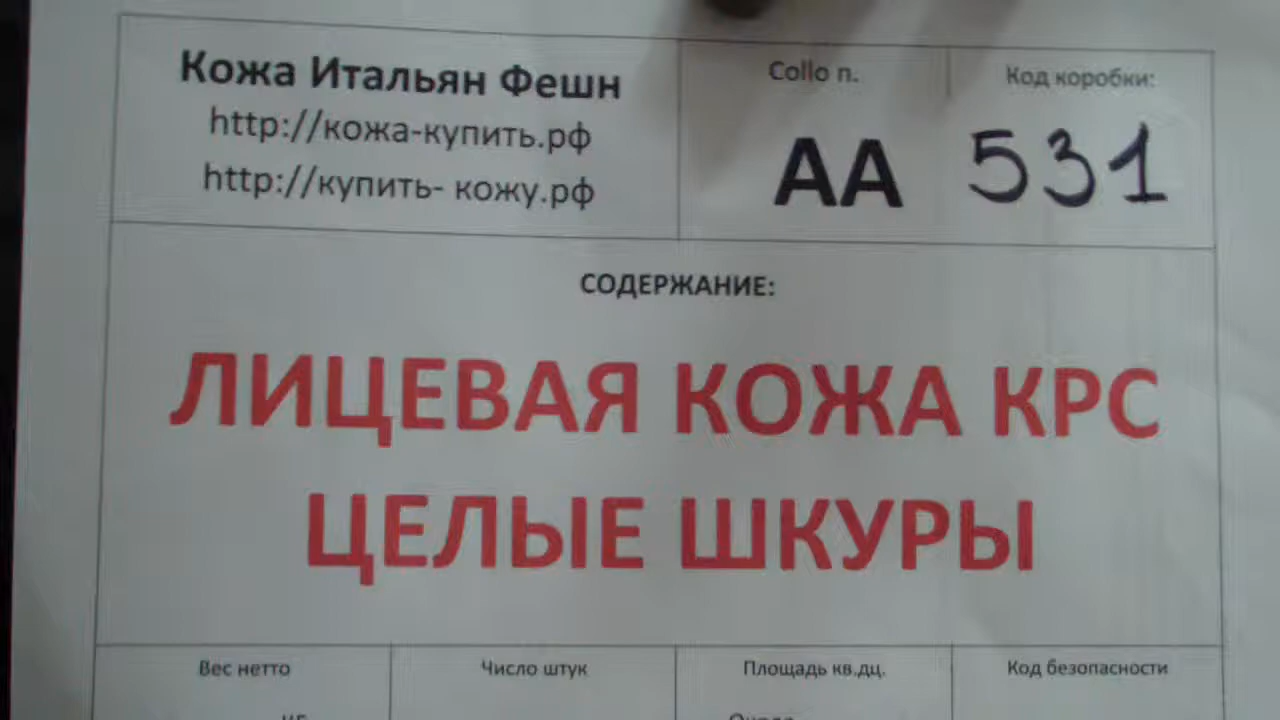 Кожа Итальян Фешн
http://кожа-купить.рф
http://купить- кожу.рф
Collo п.
Код коробки:
АА 531
СОДЕРЖАНИЕ:
ЛИЦЕВАЯ КОЖА КРС
ЦЕЛЫЕ ШКУРЫ
Вес нетто
Число штук
Площадь кв.дц.
Код безопасности